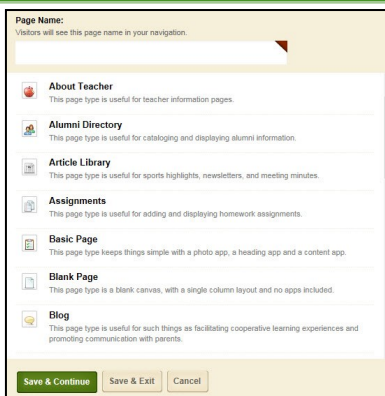 Page Name:
Visitors will see this page name in your navigation.
About Teacher
This page type is useful for teacher information pages.
Alumni Directory
This page type is useful for cataloging and displaying alumni information.
Article Library
This page type is useful for sports highlights, newsletters, and meeting minutes.
Assignments
This page type is useful for adding and displaying homework assignments.
Basic Page
This page type keeps things simple with a photo app, a heading app and a content app.
Blank Page
This page type is a blank canvas, with a single column layout and no apps included.
Blog
This page type is useful for such things as facilitating cooperative learning experiences and
promoting communication with parents.
Save & Continue
Save & Exit
Cancel